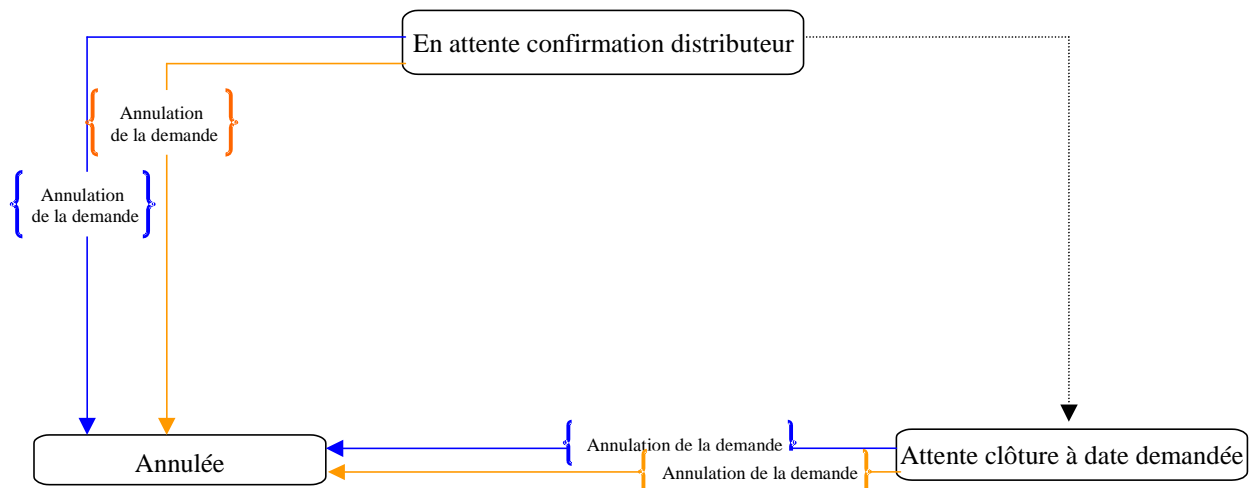 En attente confirmation distributeur
Annulation
de la demande
Annulation
de la demande
Annulation de la demande
Annulation de la demande
Annulée
Attente clôture à date demandée